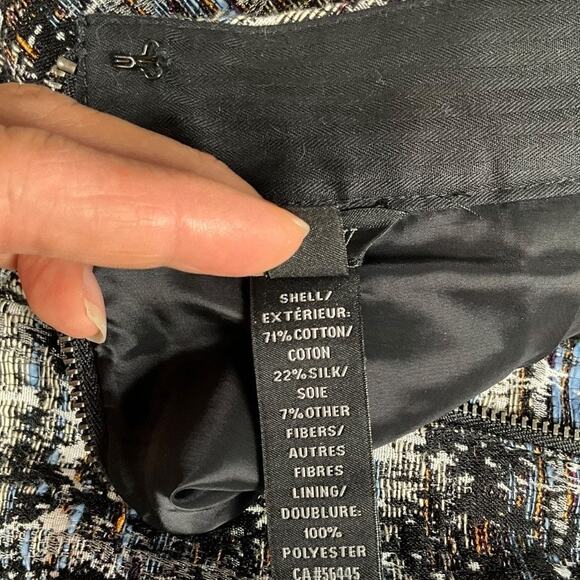 SHELL/
EXTÉRIEUR:
71% COTTON/
COTON
22% SILK/
SOIE
7% OTHER
FIBERS/
AUTRES
FIBRES
LINING/
DOUBLURE:
100%
POLYESTER
CA#56445